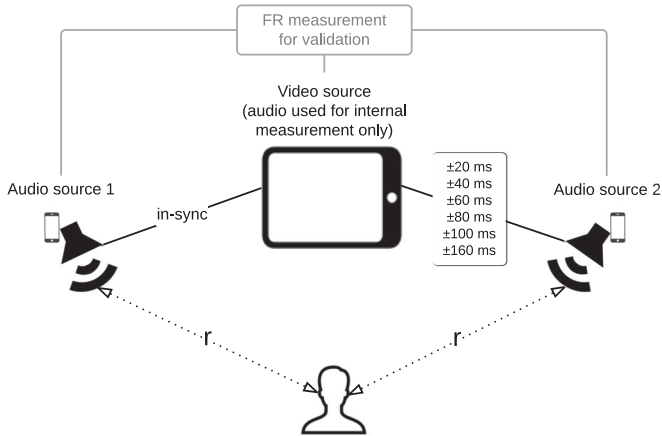 FR measurement
for validation
Video source
(audio used for internal
measurement only)
Audio source 1
in-sync
±20 ms
±40 ms
±60 ms
±80 ms
±100 ms
±160 ms
Audio source 2
r
r